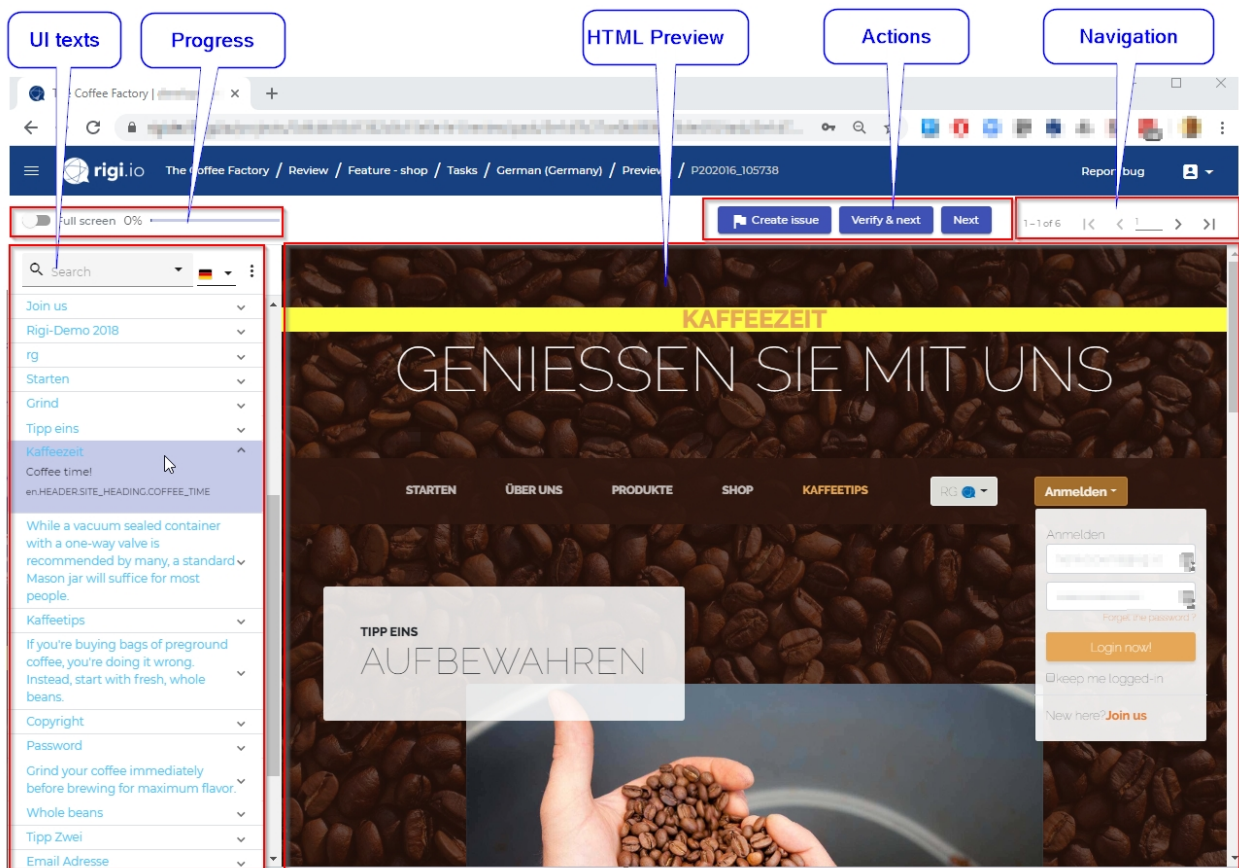 UI texts
Progress
HTML Preview
Actions
Navigation
The Coffee Factory |
rigi.io
The Coffee Factory / Review / Feature - shop / Tasks / German (Germany) / Preview / P202016_105738
Report bug
Full screen 0%
Create issue
Verify & next
Next
1 – 1 of 6
1
Search
Join us
Rigi-Demo 2018
rg
Starten
Grind
Tipp eins
Kaffeezeit
Coffee time!
en.HEADER.SITE_HEADING.COFFEE_TIME
While a vacuum sealed container
with a one-way valve is
recommended by many, a standard
Mason jar will suffice for most
people.
Kaffeetips
If you're buying bags of preground
coffee, you're doing it wrong.
Instead, start with fresh, whole
beans.
Copyright
Password
Grind your coffee immediately
before brewing for maximum flavor.
Whole beans
Tipp Zwei
Email Adresse
KAFFEEZEIT
GENIESSEN SIE MIT UNS
STARTEN ÜBER UNS PRODUKTE SHOP KAFFEETIPS RG Anmelden
Anmelden
Forget the password ?
Login now!
keep me logged-in
New here?Join us
TIPP EINS
AUFBEWAHREN